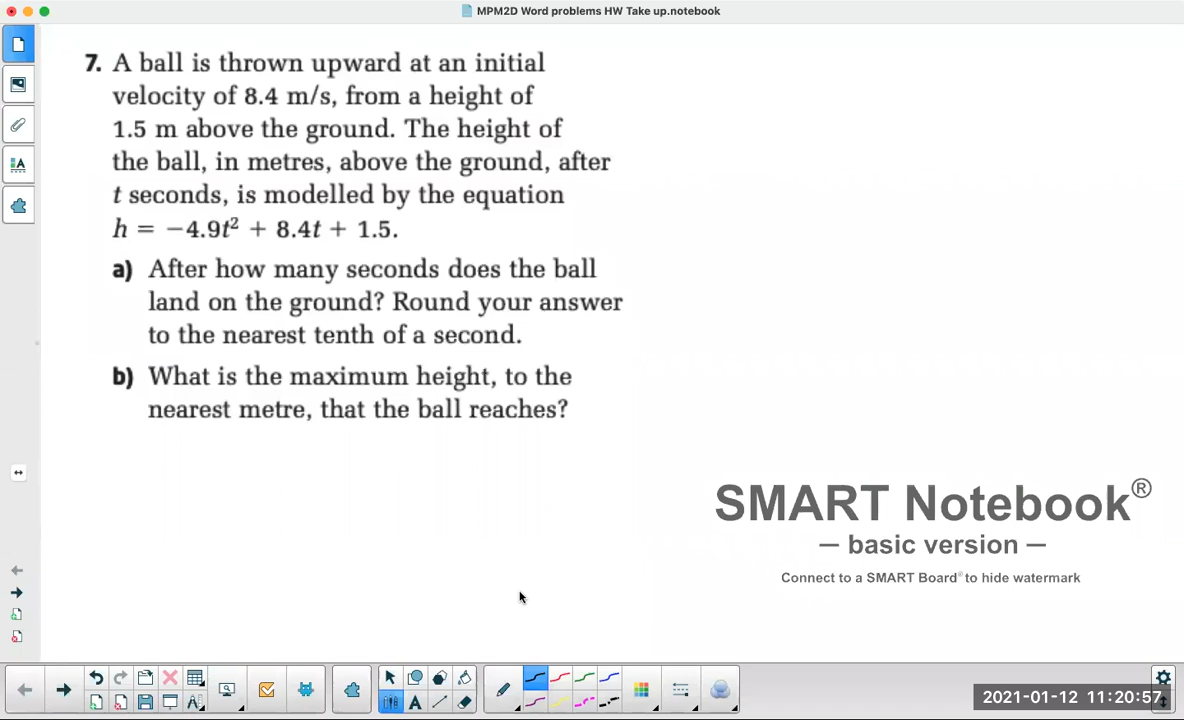 MPM2D Word problems HW Take up.notebook
7. A ball is thrown upward at an initial
velocity of 8.4 m/s, from a height of
1.5 m above the ground. The height of
the ball, in metres, above the ground, after
t seconds, is modelled by the equation
h = −4.9t² + 8.4t + 1.5.
a) After how many seconds does the ball
land on the ground? Round your answer
to the nearest tenth of a second.
b) What is the maximum height, to the
nearest metre, that the ball reaches?
SMART Notebook®
— basic version —
Connect to a SMART Board® to hide watermark
2021-01-12 11:20:57